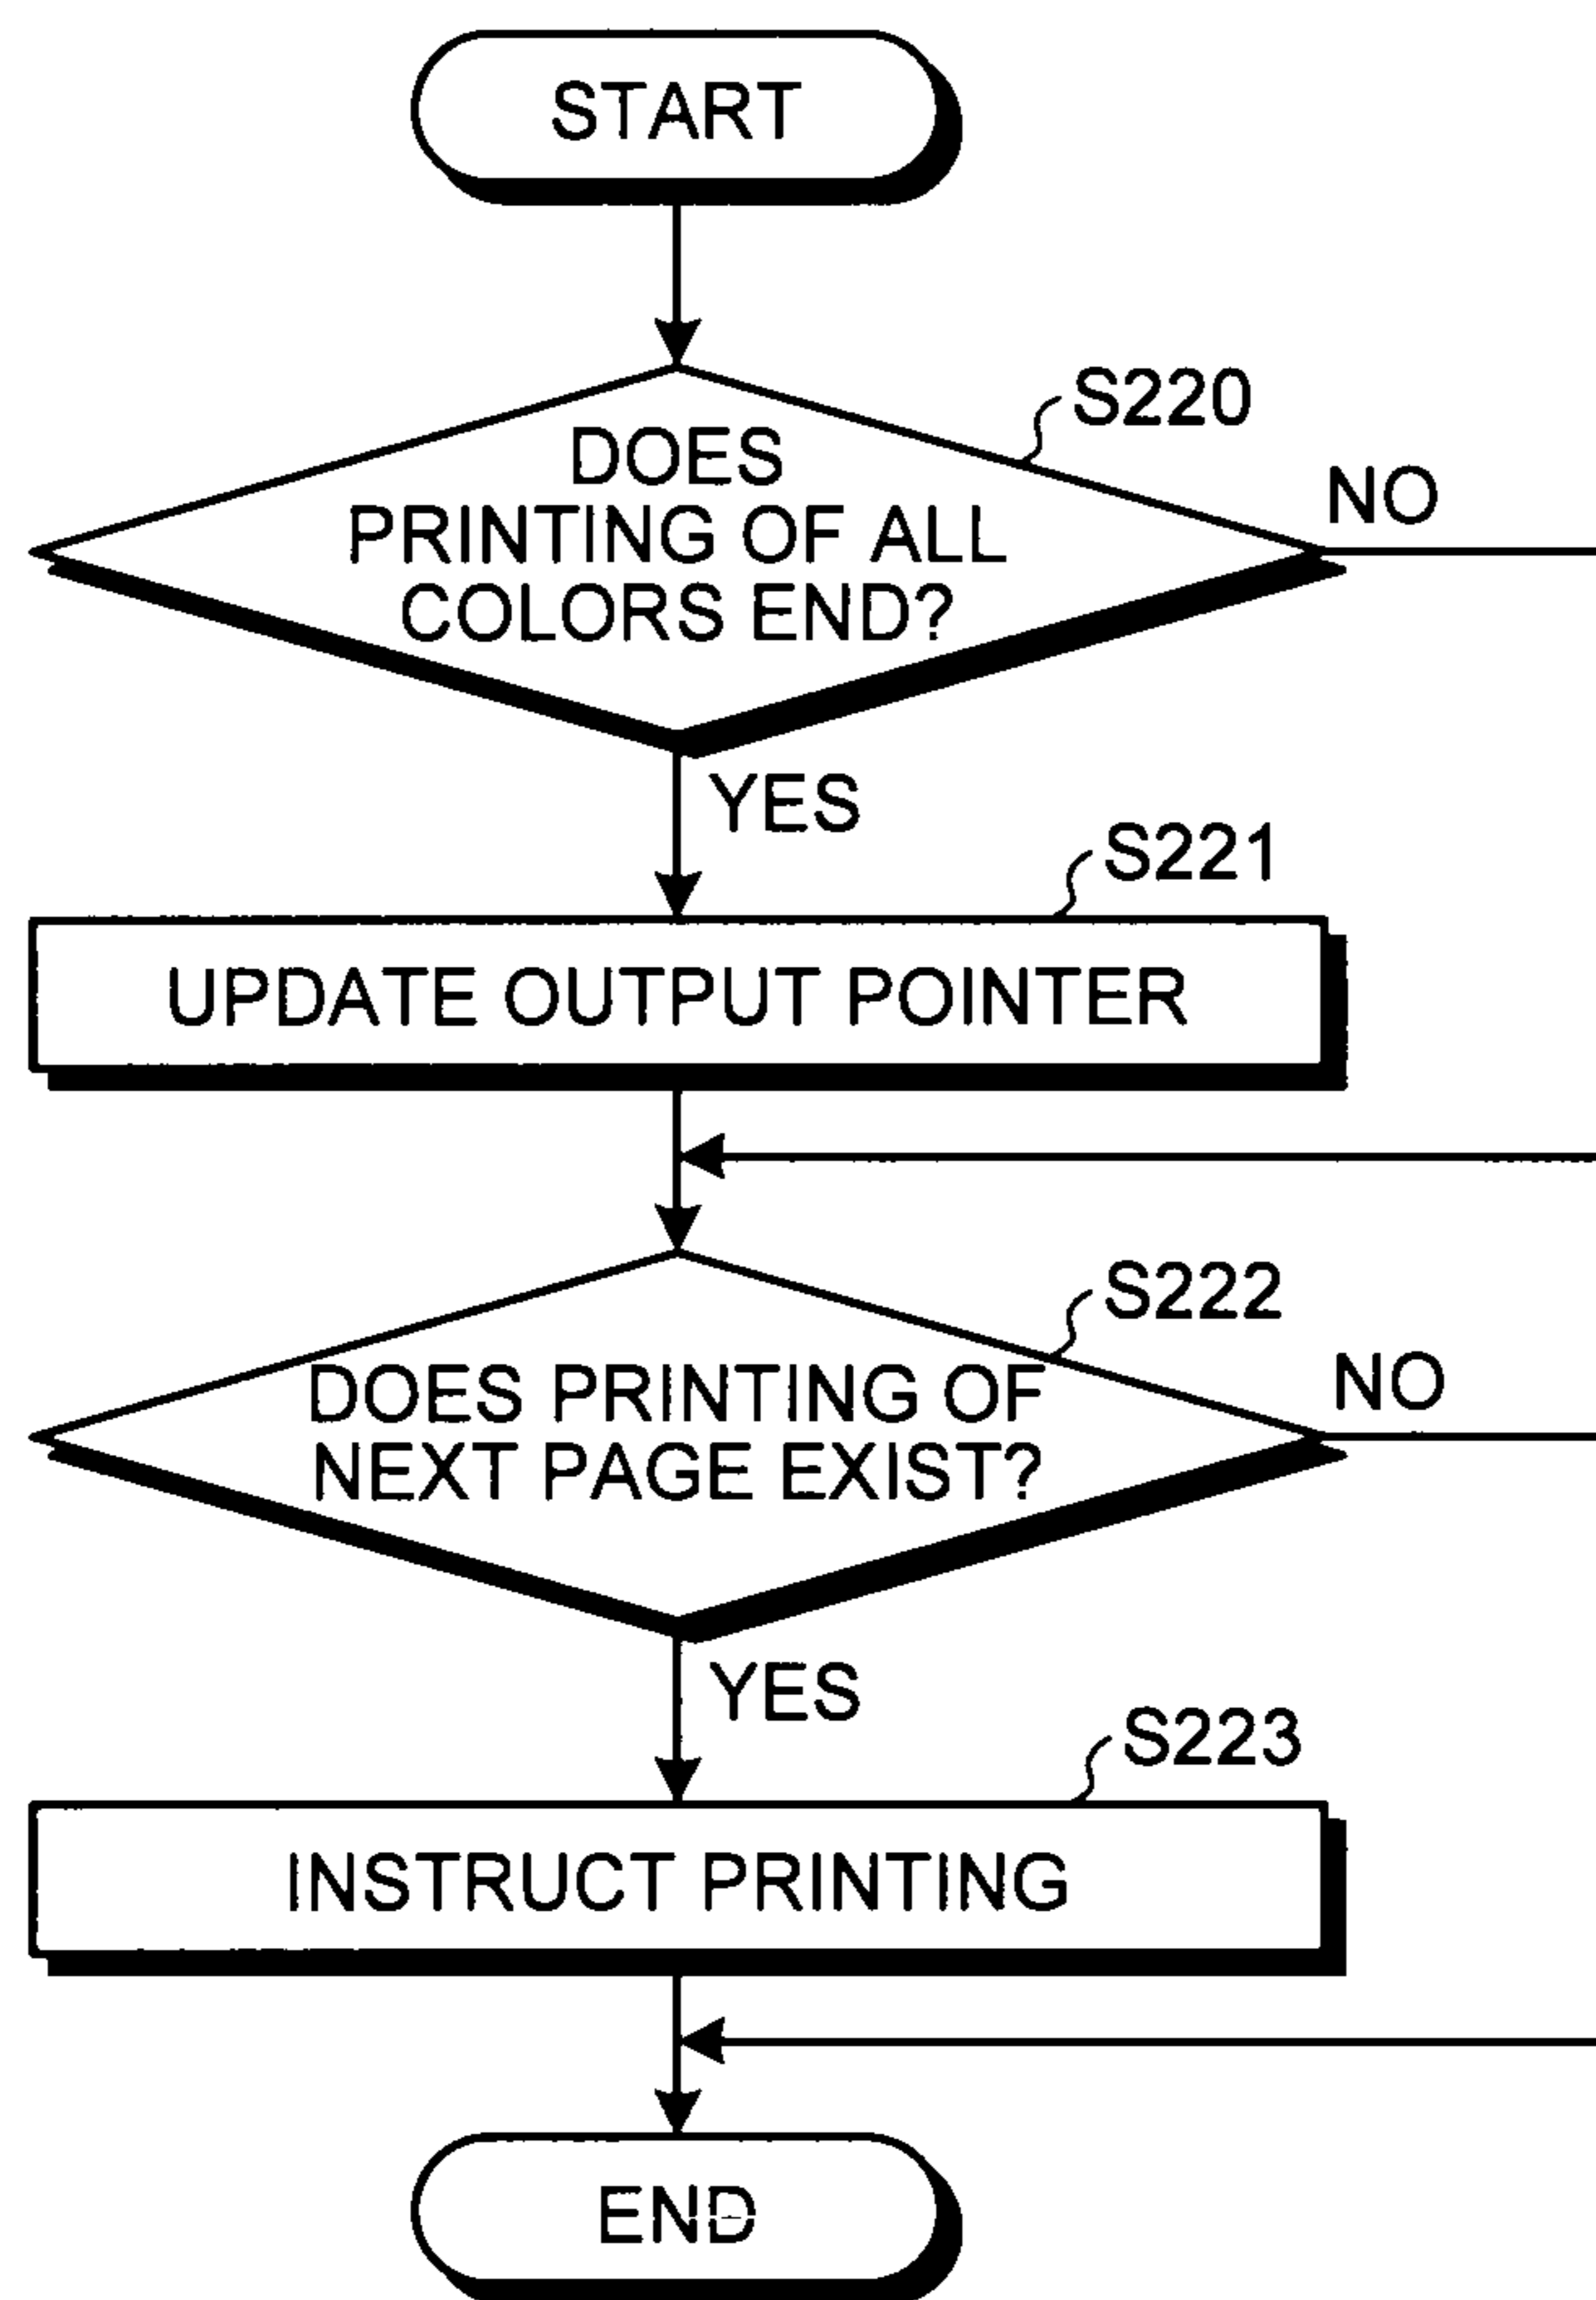 START
S220
DOES
PRINTING OF ALL
COLORS END?
NO
YES
S221
UPDATE OUTPUT POINTER
S222
DOES PRINTING OF
NEXT PAGE EXIST?
NO
YES
S223
INSTRUCT PRINTING
END